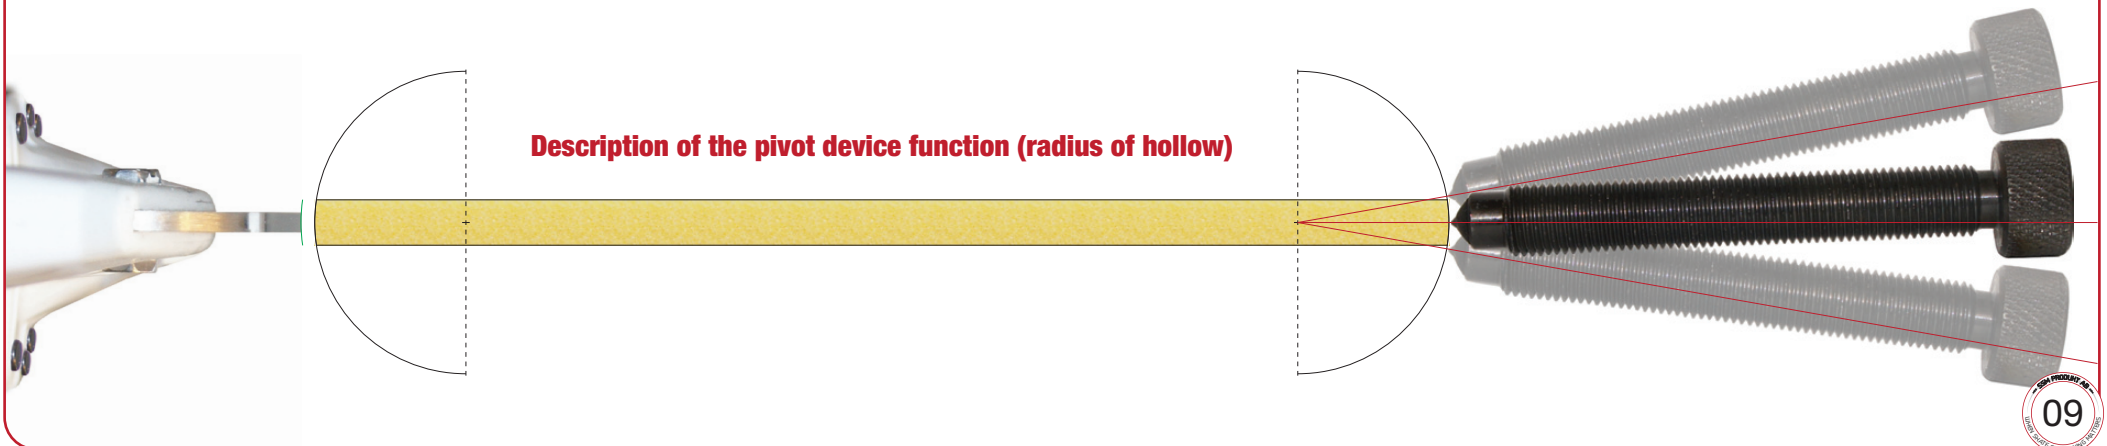 Description of the pivot device function (radius of hollow)
SSM PRODUKT AB
09